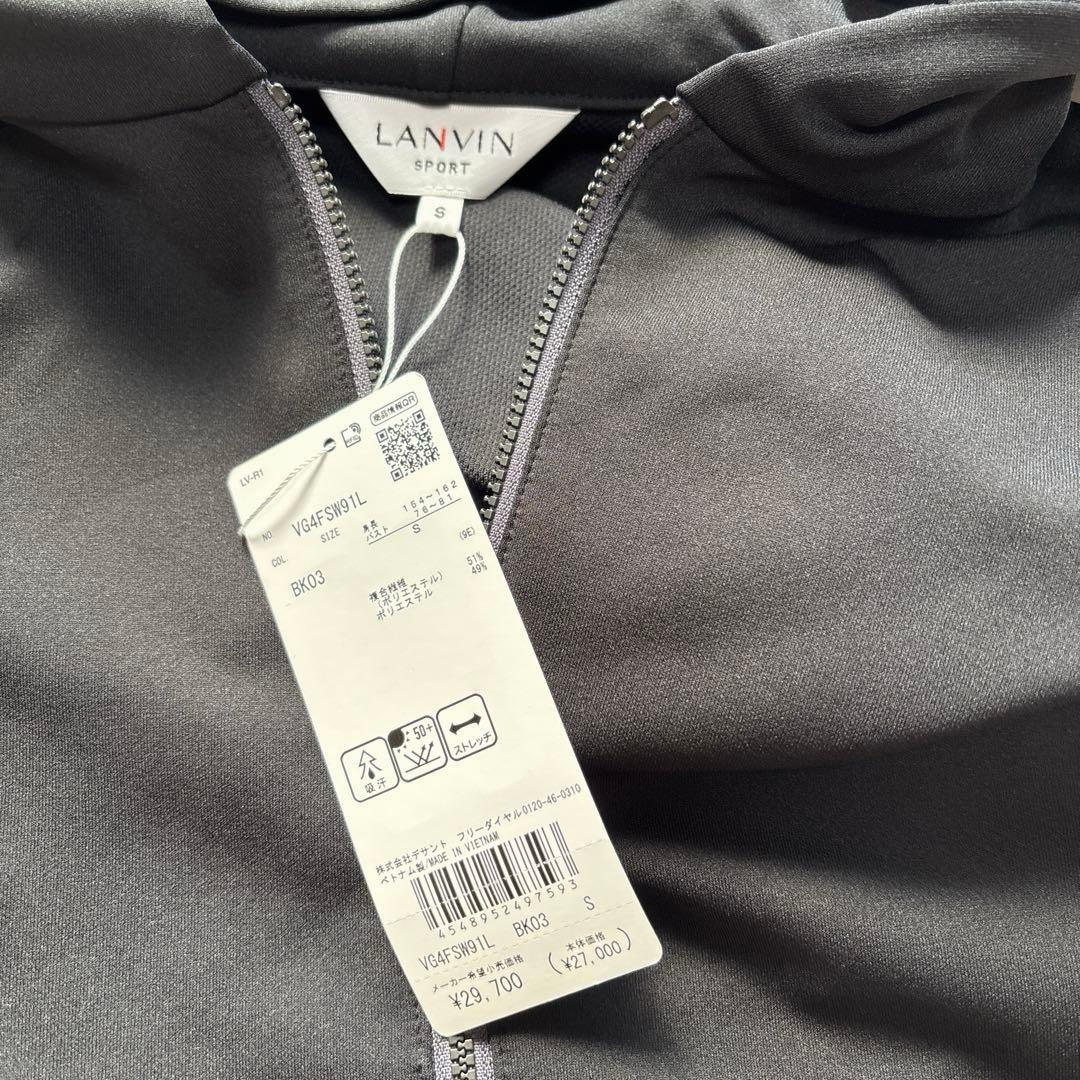 LANVIN
SPORT
S
商品情報QR
LV-R1
NO VG4FSW91L
SIZE
身長 154~162
バスト 76~81
S
COL. (9E)
BK03
複合繊維 51%
(ポリエステル)
ポリエステル 49%
吸汗
50+
ストレッチ
株式会社デサント フリーダイヤル0120-46-0310
ベトナム製/MADE IN VIETNAM
4548952497593
VG4FSW91L BK03 S
メーカー希望小売価格 本体価格
¥29,700 (¥27,000)